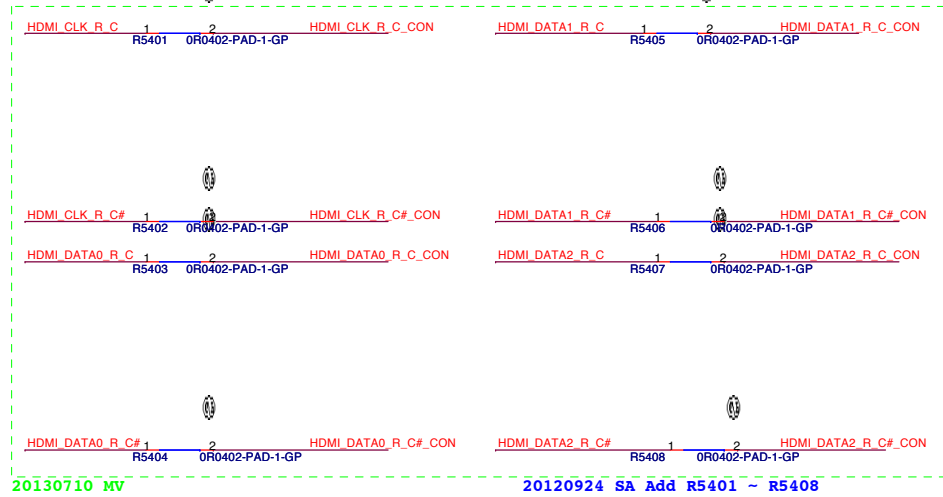 HDMI_CLK_R_C 1 2 HDMI_CLK_R_C_CON
R5401 0R0402-PAD-1-GP
HDMI_DATA1_R_C 1 2 HDMI_DATA1_R_C_CON
R5405 0R0402-PAD-1-GP
HDMI_CLK_R_C# 1 HDMI_CLK_R_C#_CON
R5402 0R0402-PAD-1-GP
HDMI_DATA1_R_C# 1 HDMI_DATA1_R_C#_CON
R5406 0R0402-PAD-1-GP
HDMI_DATA0_R_C 1 2 HDMI_DATA0_R_C_CON
R5403 0R0402-PAD-1-GP
HDMI_DATA2_R_C 1 2 HDMI_DATA2_R_C_CON
R5407 0R0402-PAD-1-GP
HDMI_DATA0_R_C# 1 2 HDMI_DATA0_R_C#_CON
R5404 0R0402-PAD-1-GP
HDMI_DATA2_R_C# 1 2 HDMI_DATA2_R_C#_CON
R5408 0R0402-PAD-1-GP
20130710 MV
20120924 SA Add R5401 ~ R5408